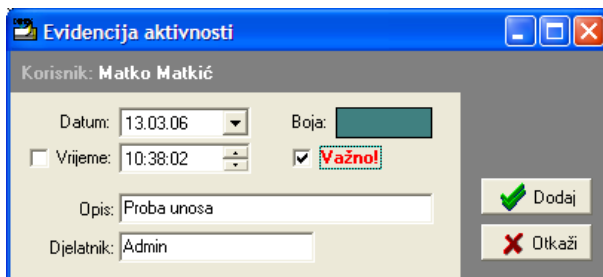 Evidencija aktivnosti
Korisnik: Matko Matkić
Datum: 13.03.06 Boja:
Vrijeme: 10:38:02 Važno!
Opis: Proba unosa
Djelatnik: Admin
Dodaj
Otkaži